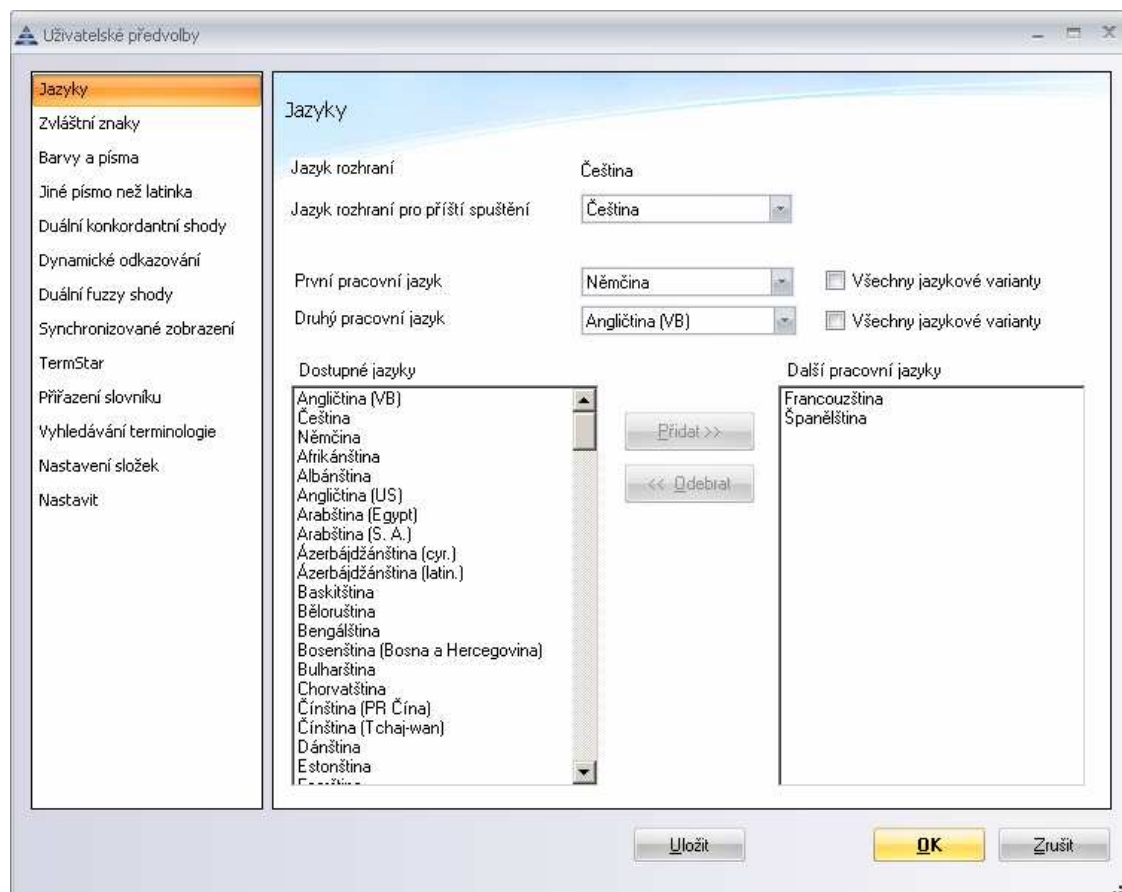 Uživatelské předvolby
Jazyky
Zvláštní znaky
Barvy a písma
Jiné písmo než latinka
Duální konkordantní shody
Dynamické odkazování
Duální fuzzy shody
Synchronizované zobrazení
TermStar
Přiřazení slovníku
Vyhledávání terminologie
Nastavení složek
Nastavit
Jazyky
Jazyk rozhraní Čeština
Jazyk rozhraní pro příští spuštění Čeština
První pracovní jazyk Němčina Všechny jazykové varianty
Druhý pracovní jazyk Angličtina (VB) Všechny jazykové varianty
Dostupné jazyky
Angličtina (VB)
Čeština
Němčina
Afrikánština
Albánština
Angličtina (US)
Arabština (Egypt)
Arabština (S. A.)
Ázerbájdžánština (cyr.)
Ázerbájdžánština (latin.)
Baskitština
Běloruština
Bengálština
Bosenština (Bosna a Hercegovina)
Bulharština
Chorvatština
Čínština (PR Čína)
Čínština (Tchaj-wan)
Dánština
Estonština
Přidat >>
<< Odebrat
Další pracovní jazyky
Francouzština
Španělština
Uložit
OK
Zrušit